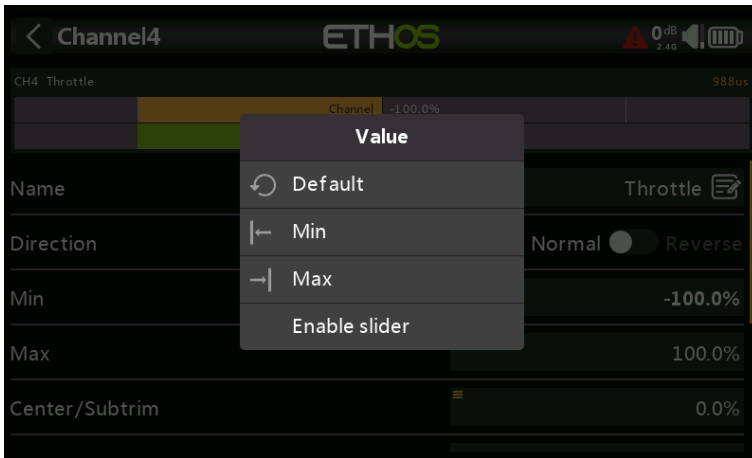 Channel4
ETHOS
0dB
2.4G
CH4 Throttle
988us
Channel -100.0%
Value
Default
Min
Max
Enable slider
Name
Throttle
Direction
Normal Reverse
Min
-100.0%
Max
100.0%
Center/Subtrim
0.0%